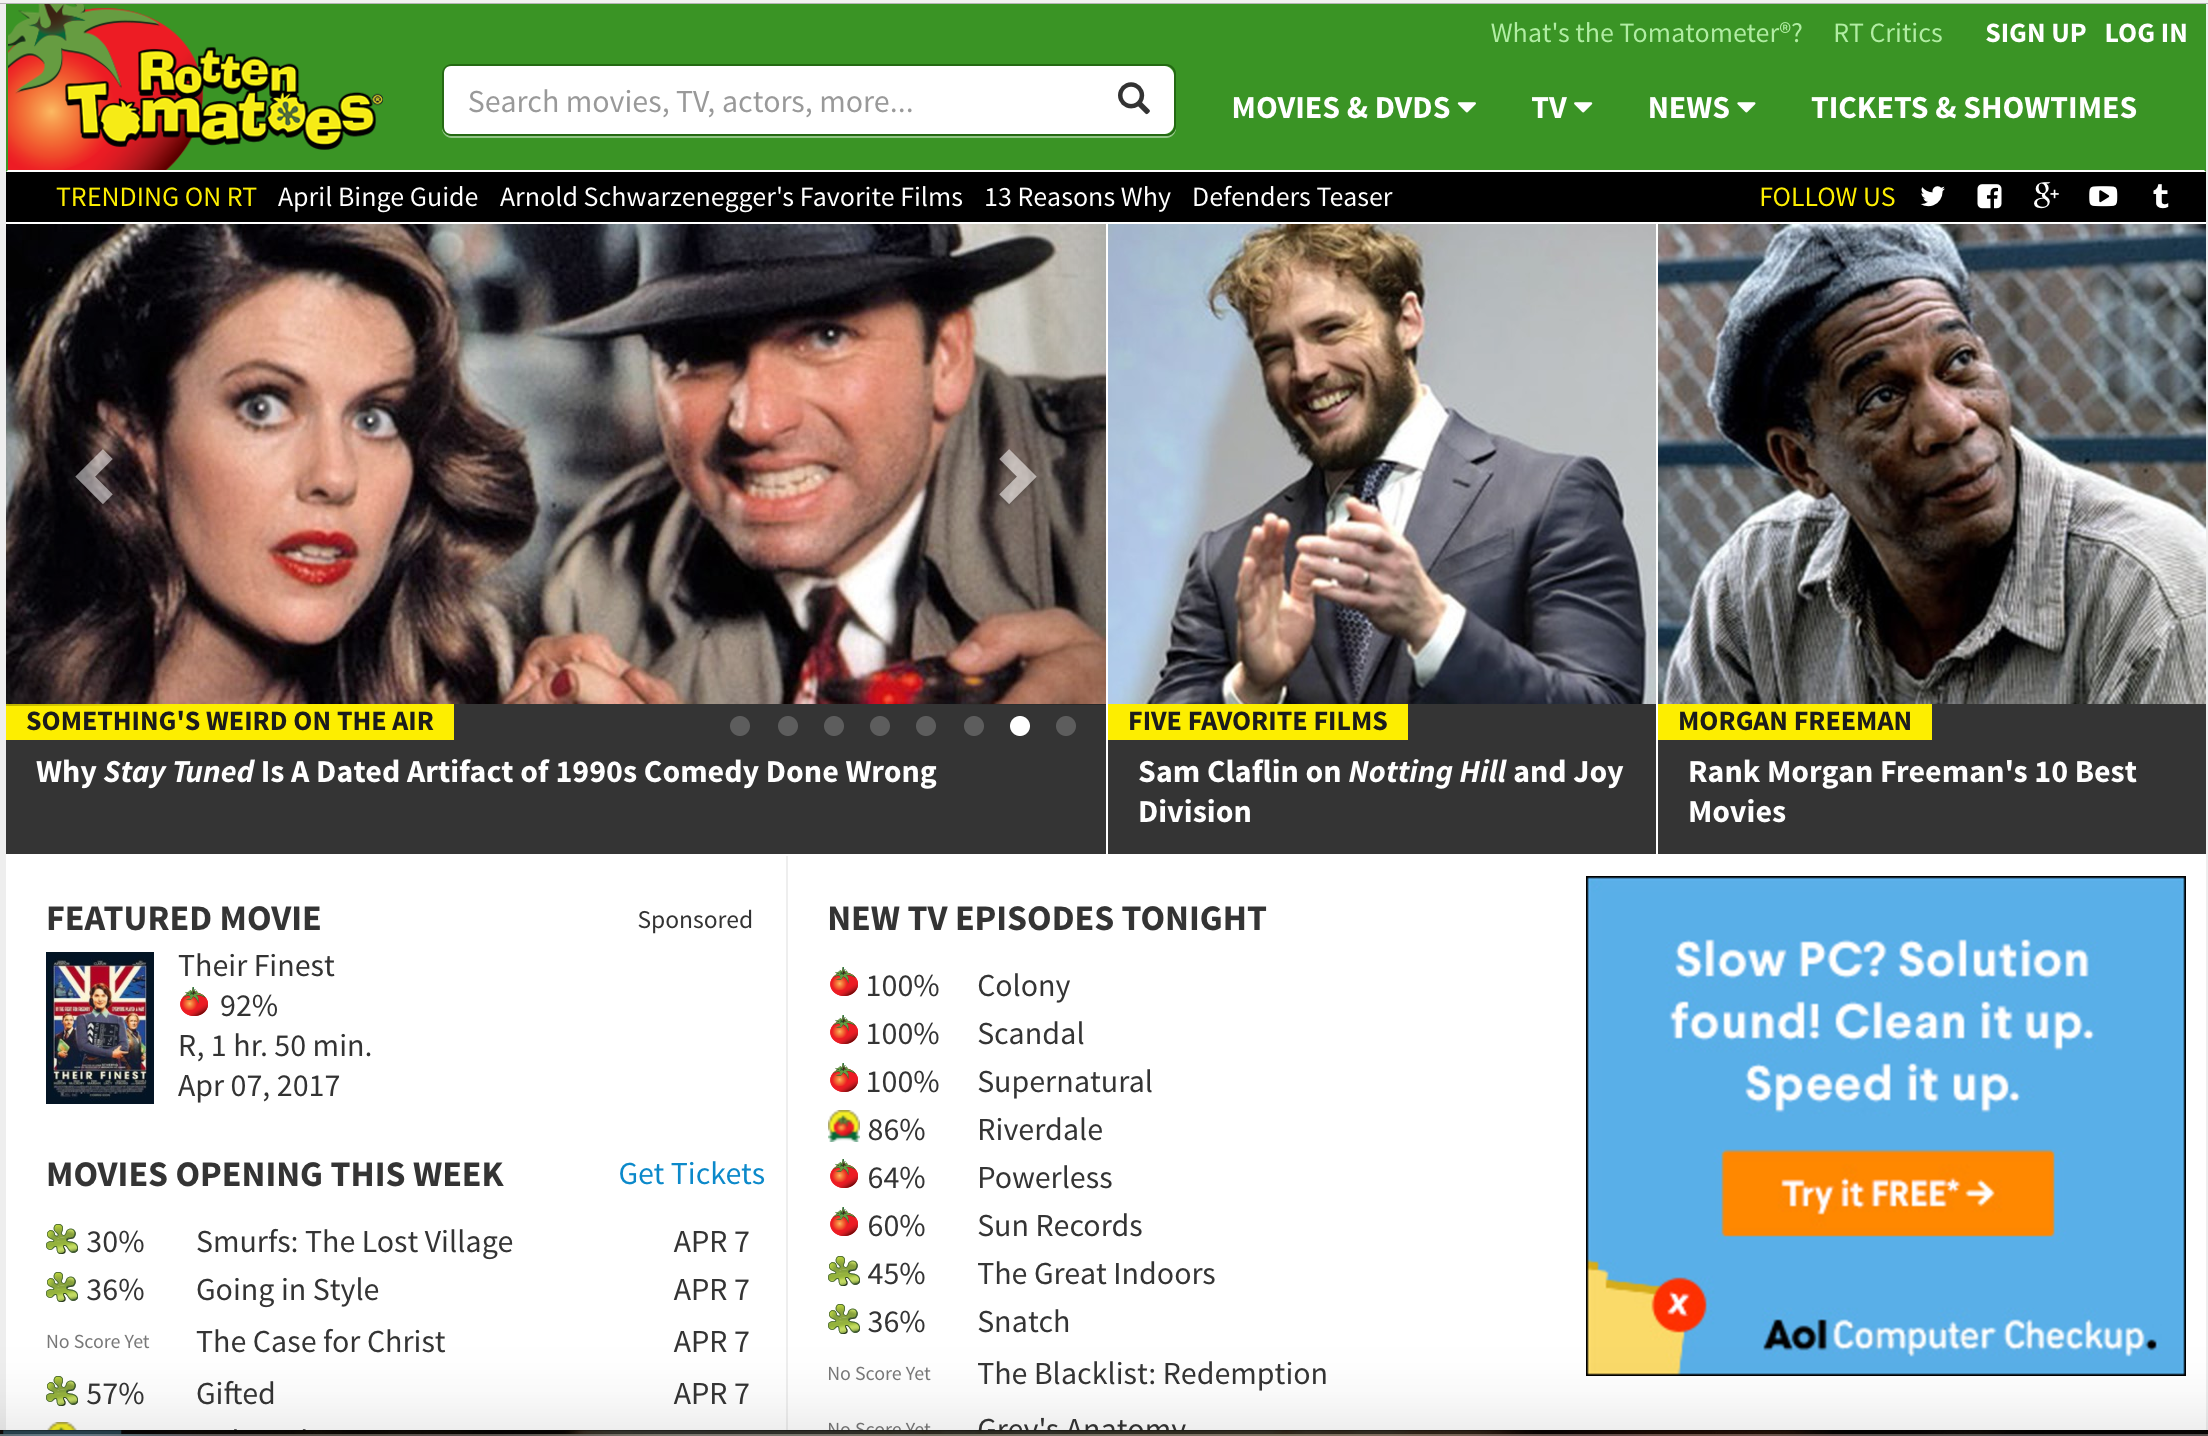 What's the Tomatometer®? RT Critics SIGN UP LOG IN
Rotten
Tomatoes®
Search movies, TV, actors, more...
MOVIES & DVDS TV NEWS TICKETS & SHOWTIMES
TRENDING ON RT April Binge Guide Arnold Schwarzenegger's Favorite Films 13 Reasons Why Defenders Teaser
FOLLOW US
SOMETHING'S WEIRD ON THE AIR
Why Stay Tuned Is A Dated Artifact of 1990s Comedy Done Wrong
FIVE FAVORITE FILMS
Sam Claflin on Notting Hill and Joy
Division
MORGAN FREEMAN
Rank Morgan Freeman's 10 Best
Movies
FEATURED MOVIE Sponsored
THEIR FINEST
Their Finest
92%
R, 1 hr. 50 min.
Apr 07, 2017
MOVIES OPENING THIS WEEK Get Tickets
30% Smurfs: The Lost Village APR 7
36% Going in Style APR 7
No Score Yet The Case for Christ APR 7
57% Gifted APR 7
NEW TV EPISODES TONIGHT
100% Colony
100% Scandal
100% Supernatural
86% Riverdale
64% Powerless
60% Sun Records
45% The Great Indoors
36% Snatch
No Score Yet The Blacklist: Redemption
No Score Yet Grey's Anatomy
Slow PC? Solution
found! Clean it up.
Speed it up.
Try it FREE* →
x
Aol Computer Checkup.